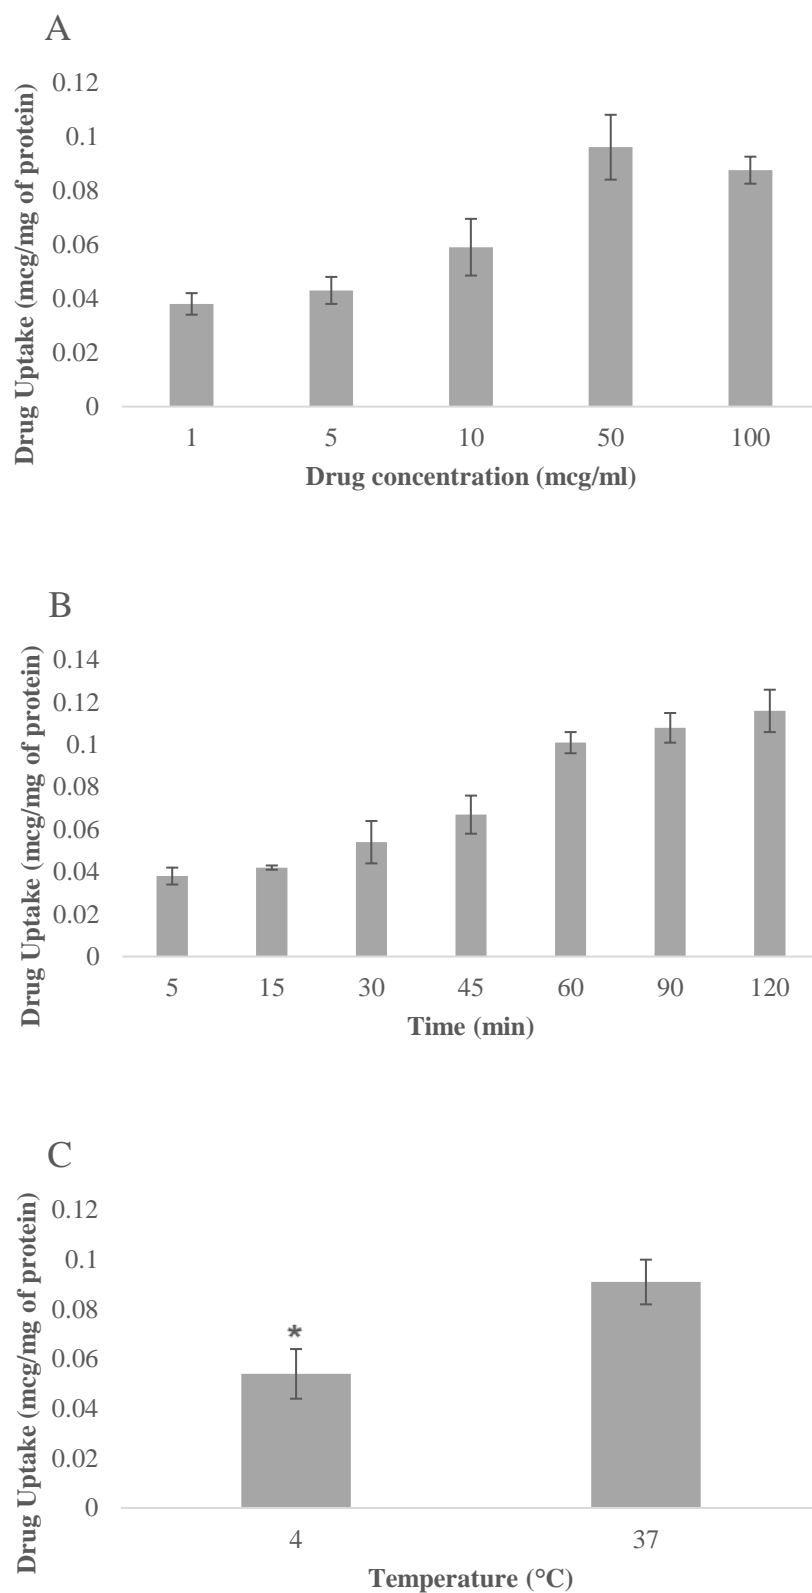 A
Drug Uptake (mcg/mg of protein)
0.12
0.1
0.08
0.06
0.04
0.02
0
1 5 10 50 100
Drug concentration (mcg/ml)
B
Drug Uptake (mcg/mg of protein)
0.14
0.12
0.1
0.08
0.06
0.04
0.02
0
5 15 30 45 60 90 120
Time (min)
C
Drug Uptake (mcg/mg of protein)
0.12
0.1
0.08
*
0.06
0.04
0.02
0
4 37
Temperature (°C)